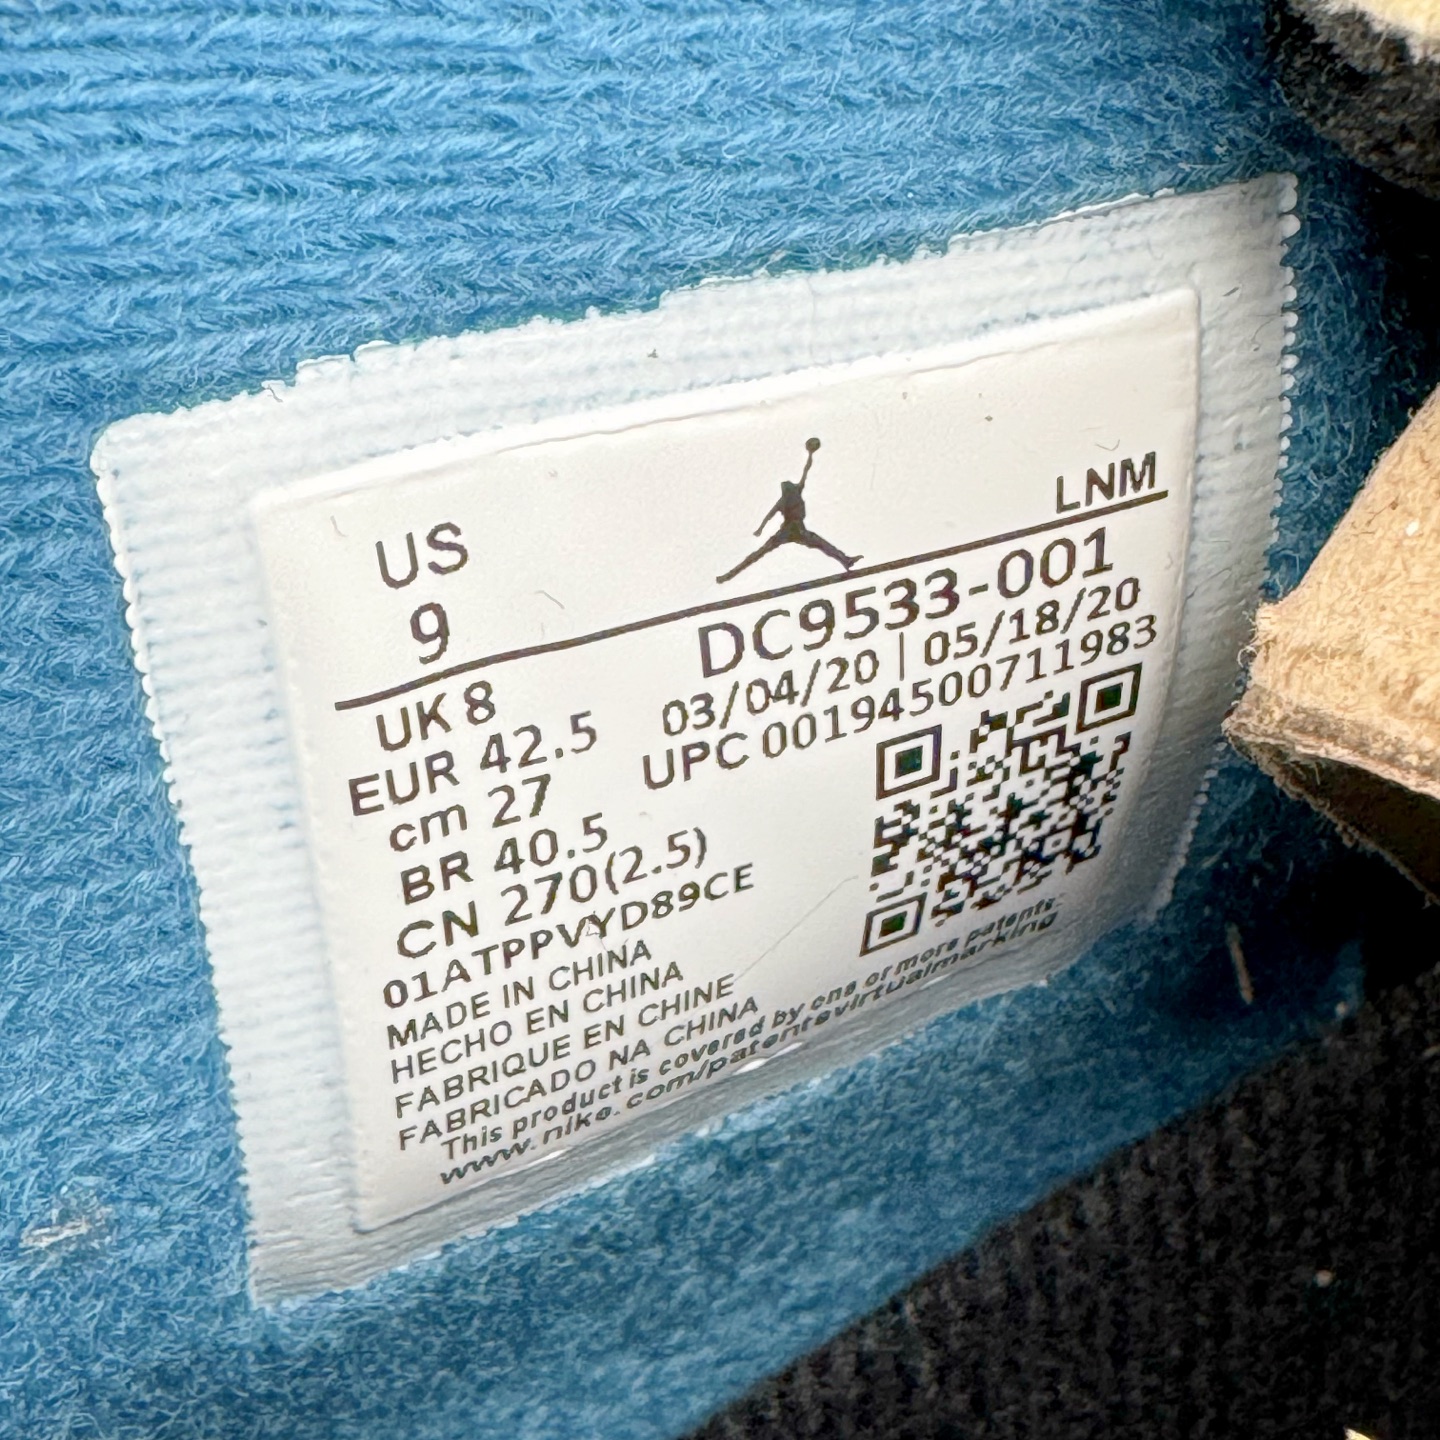 US
9
LNM
DC9533-001
03/04/20 | 05/18/20
UPC 00194500711983
UK 8
EUR 42.5
cm 27
BR 40.5
CN 270(2.5)
01ATPPVYD89CE
MADE IN CHINA
HECHO EN CHINA
FABRIQUE EN CHINE
FABRICADO NA CHINA
This product is covered by one or more patents.
www.nike.com/patentsvirtualmarking